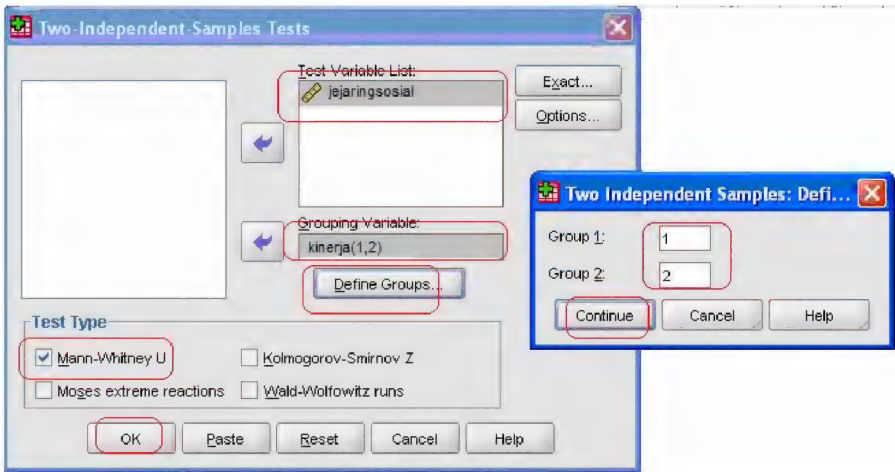 Two-Independent-Samples Tests
Test Variable List:
jejaringsosial
Exact...
Options...
Grouping Variable:
kinerja(1,2)
Define Groups...
Test Type
Mann-Whitney U
Kolmogorov-Smirnov Z
Moses extreme reactions
Wald-Wolfowitz runs
OK
Paste
Reset
Cancel
Help
Two Independent Samples: Defi...
Group 1:
1
Group 2:
2
Continue
Cancel
Help